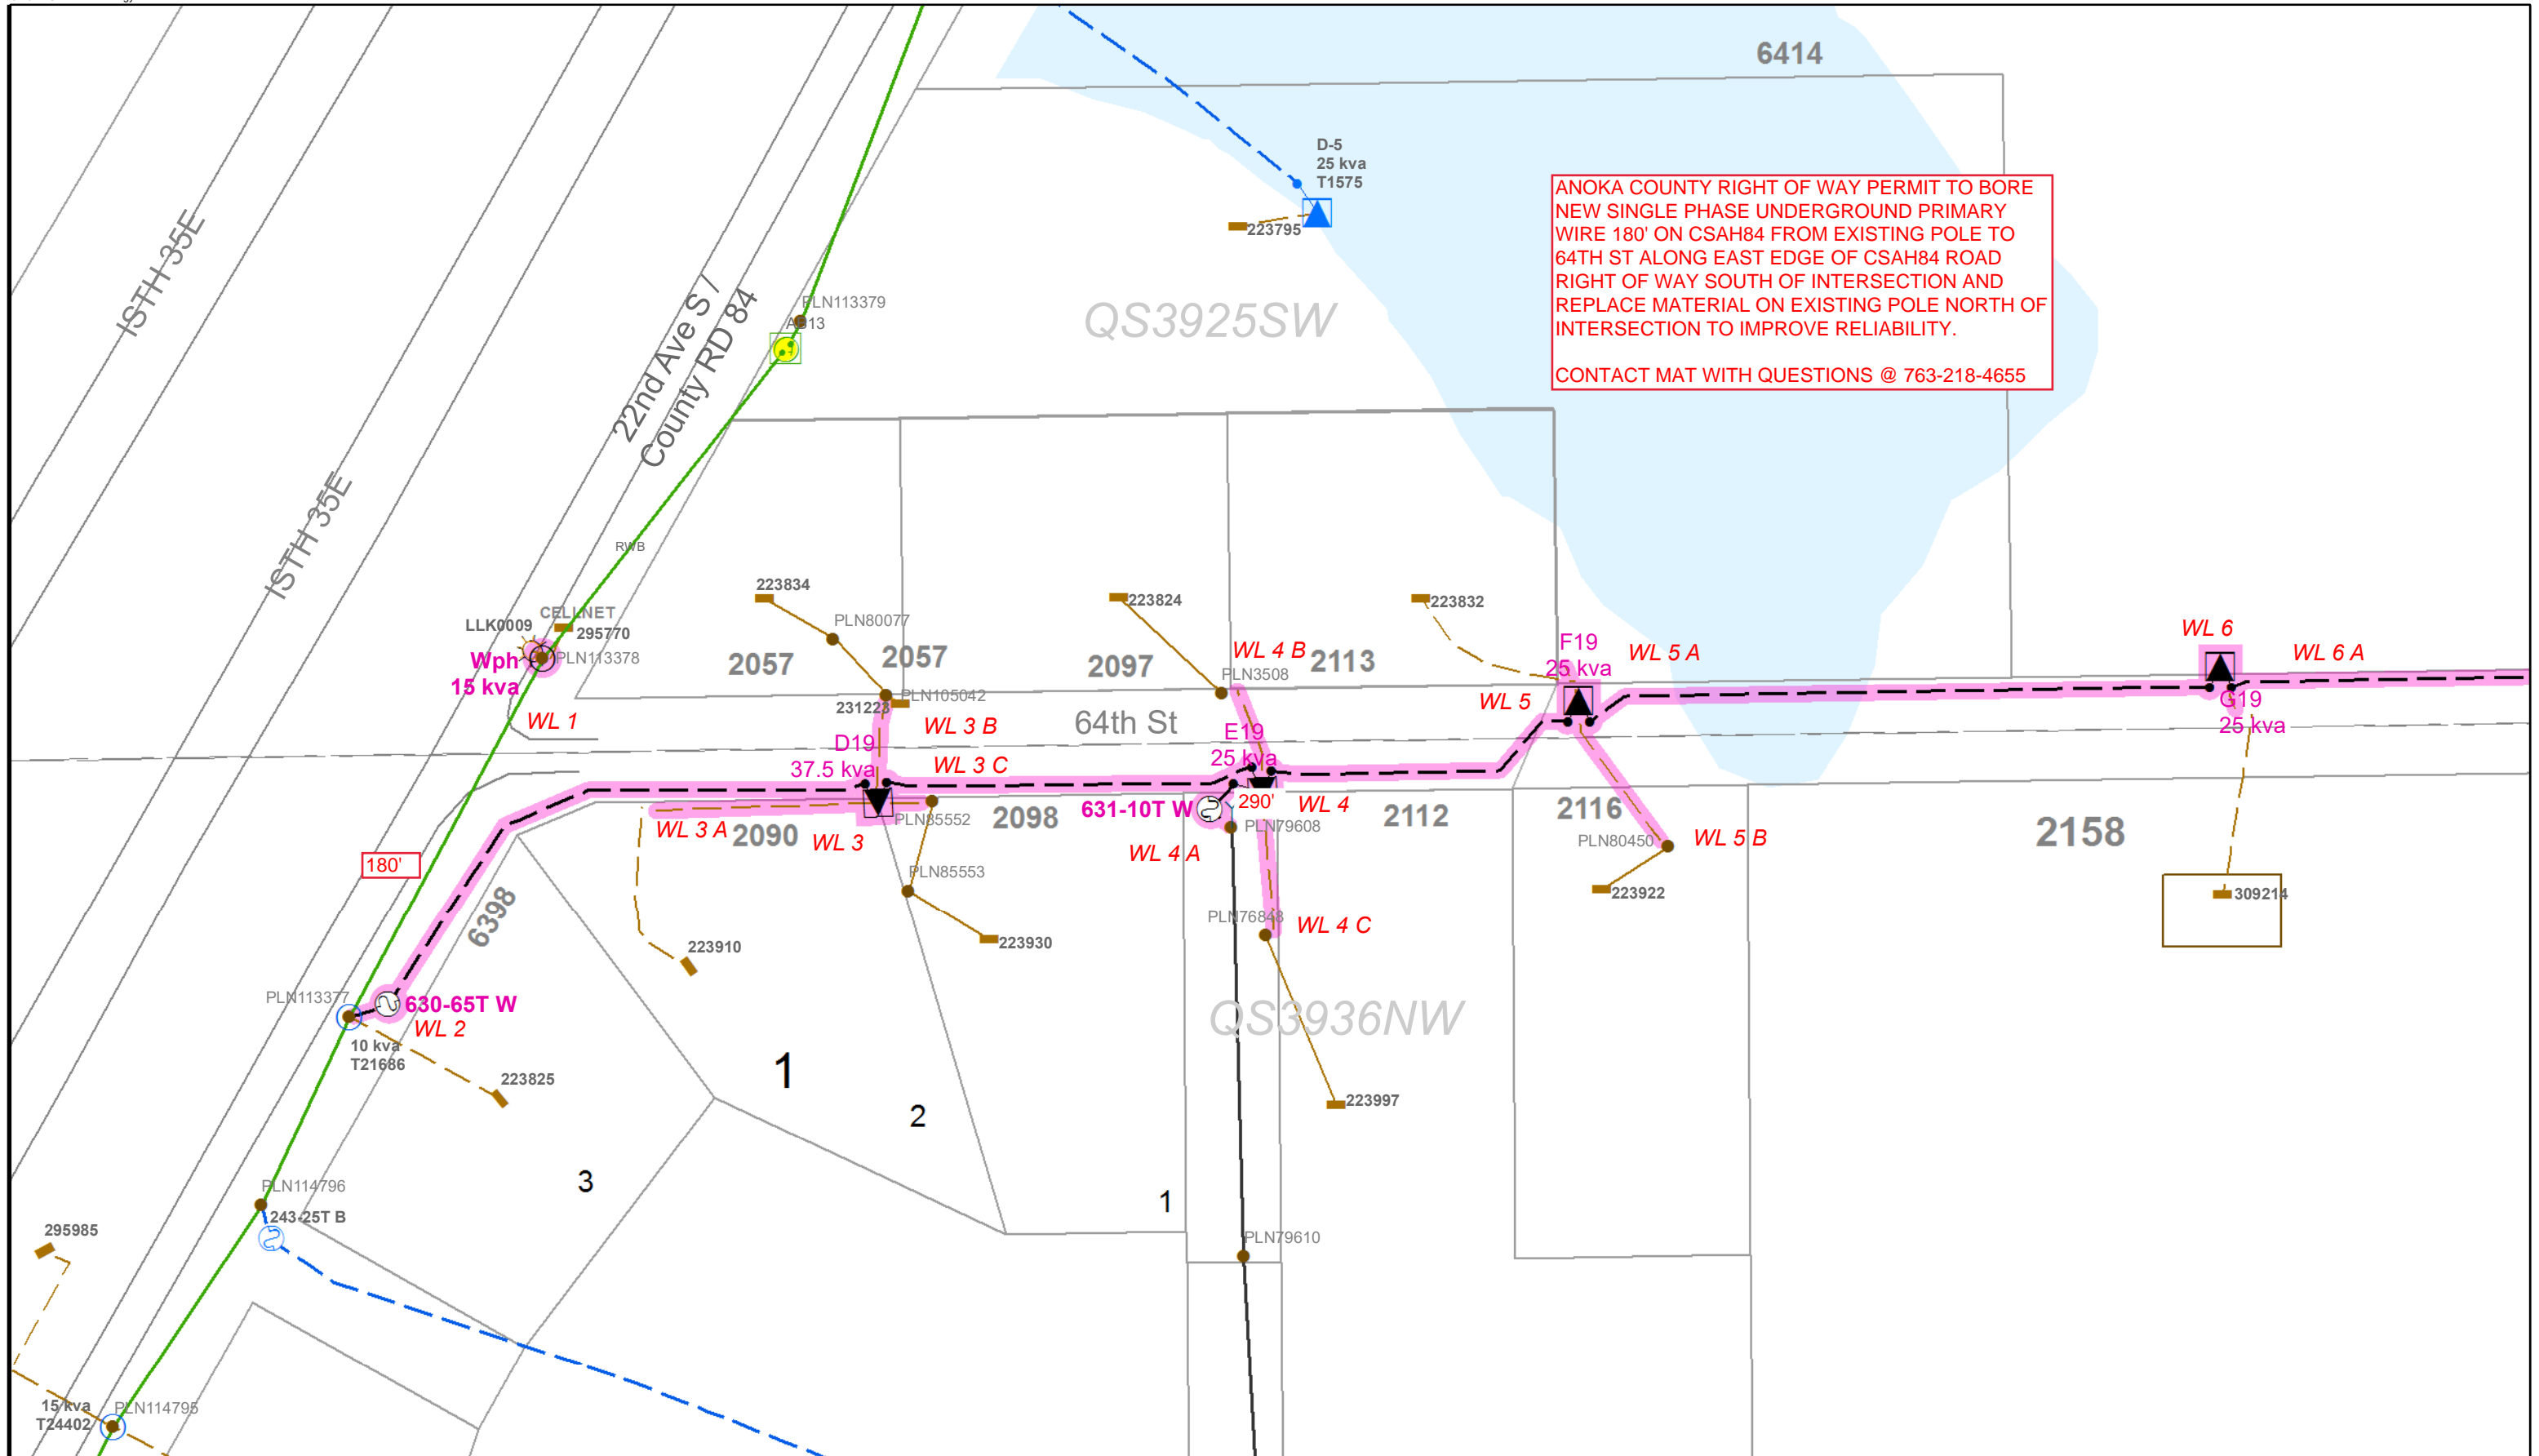 6414
D-5
25 kva
T1575
223795
ANOKA COUNTY RIGHT OF WAY PERMIT TO BORE
NEW SINGLE PHASE UNDERGROUND PRIMARY
WIRE 180' ON CSAH84 FROM EXISTING POLE TO
64TH ST ALONG EAST EDGE OF CSAH84 ROAD
RIGHT OF WAY SOUTH OF INTERSECTION AND
REPLACE MATERIAL ON EXISTING POLE NORTH OF
INTERSECTION TO IMPROVE RELIABILITY.
CONTACT MAT WITH QUESTIONS @ 763-218-4655
ISTH 35E
ISTH 35E
22nd Ave S /
County RD 84
PLN113379
QS3925SW
RWB
223834
223824
223832
CELLNET
LLK0009
295770
PLN80077
Wph
15 kva
PLN113378
2057
2057
2097
WL 4 B
2113
F19
25 kva
WL 5 A
WL 6
WL 6 A
PLN3508
PLN105042
231223
WL 5
G19
25 kva
WL 1
WL 3 B
64th St
E19
25 kva
D19
37.5 kva
WL 3 C
631-10T W
290'
WL 4
WL 3 A
2090
WL 3
PLN85552
2098
PLN79608
2112
2116
2158
WL 4 A
PLN80450
WL 5 B
180'
PLN85553
223922
309214
6398
PLN76848
WL 4 C
223910
223930
PLN113377
630-65T W
WL 2
QS3936NW
10 kva
T21686
223825
1
2
223997
3
1
PLN114796
243-25T B
295985
PLN79610
15 kva
T24402
PLN114795